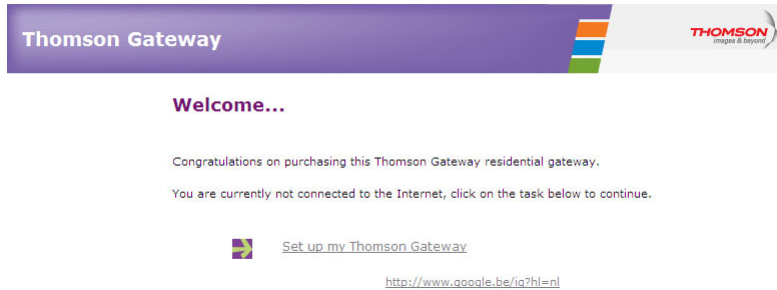 Thomson Gateway
THOMSON
images & beyond
Welcome...
Congratulations on purchasing this Thomson Gateway residential gateway.
You are currently not connected to the Internet, click on the task below to continue.
Set up my Thomson Gateway
http://www.google.be/ig?hl=nl